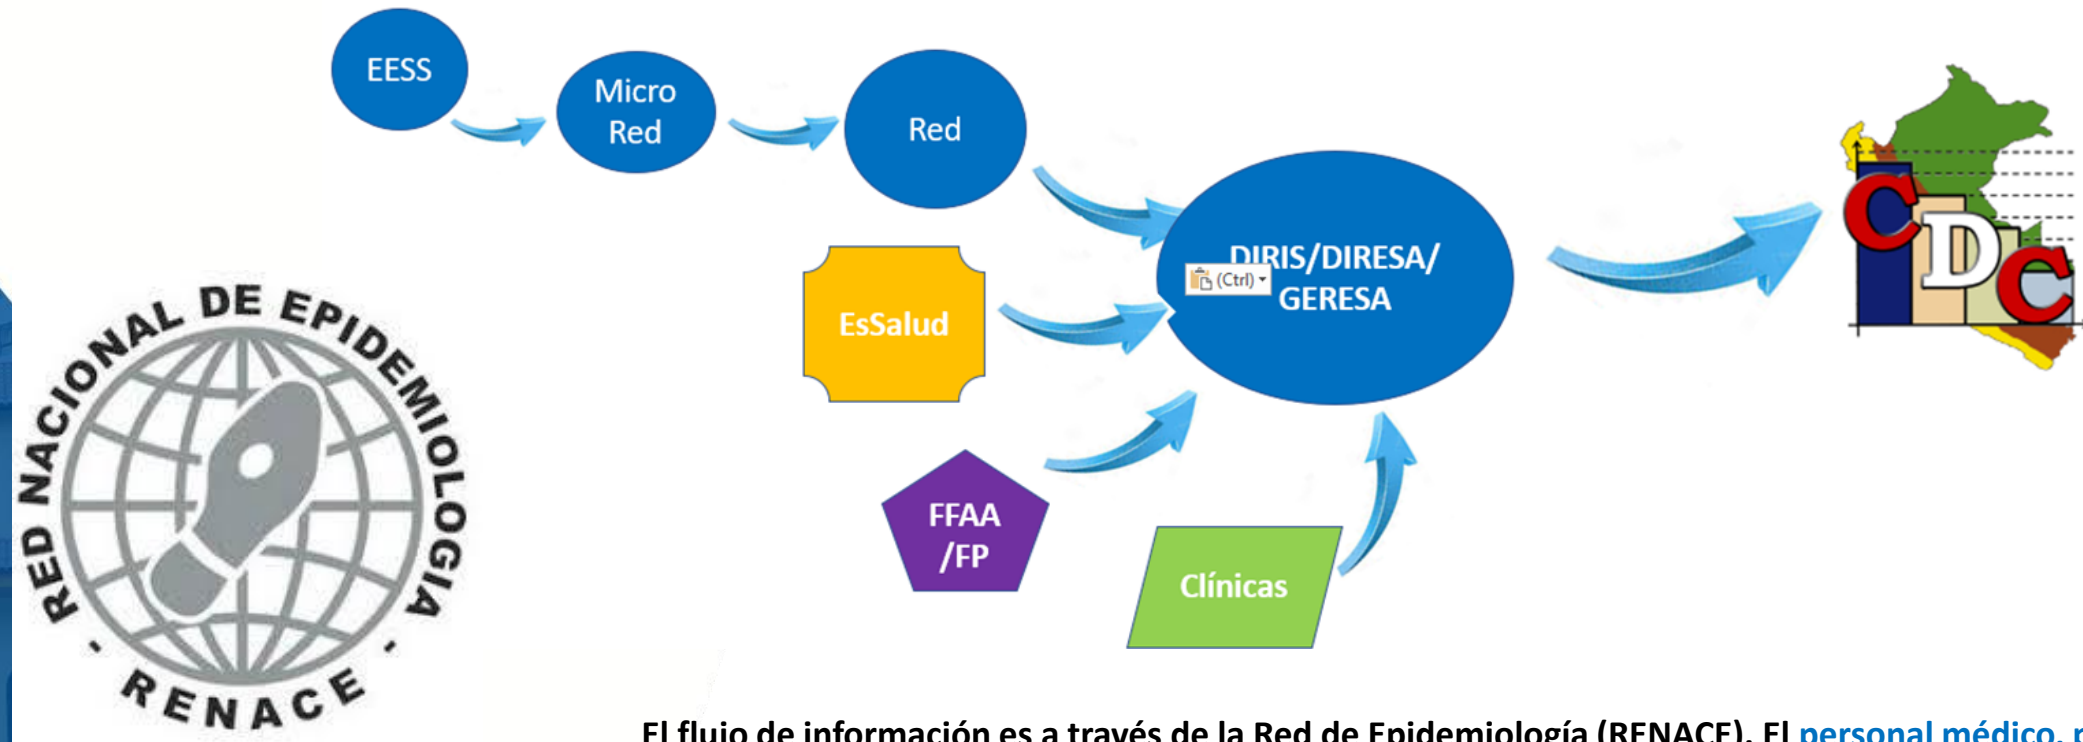 EESS
Micro
Red
Red
DIRIS/DIRESA/
(Ctrl)
GERESA
EsSalud
FFAA
/FP
Clínicas
CDC
RED NACIONAL DE EPIDEMIOLOGIA
- RENACE -
El flujo de información es a través de la Red de Epidemiología (RENACE). El personal médico,